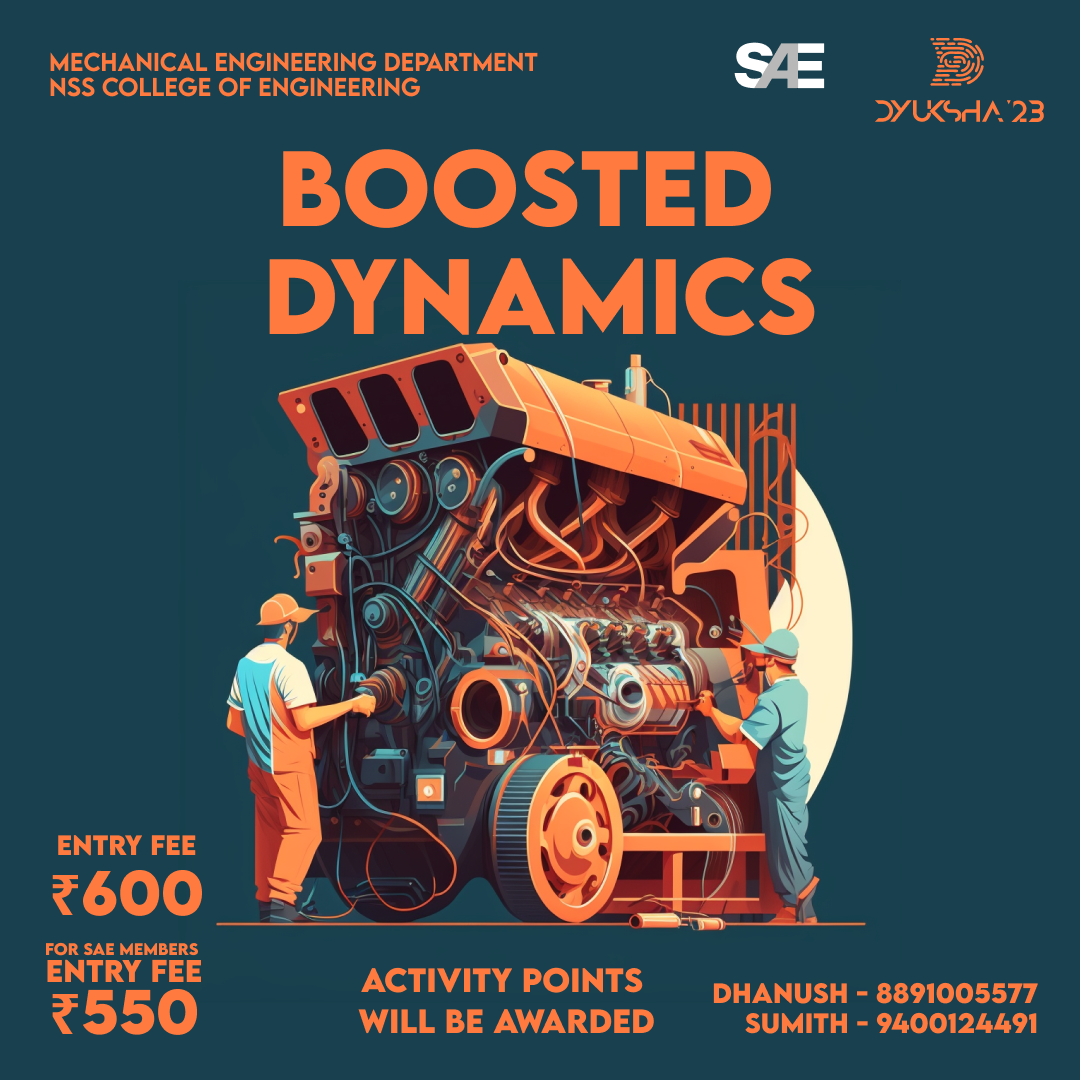 MECHANICAL ENGINEERING DEPARTMENT
NSS COLLEGE OF ENGINEERING
SAE
DYUKSHA '23
BOOSTED
DYNAMICS
ENTRY FEE
₹600
FOR SAE MEMBERS
ENTRY FEE
₹550
ACTIVITY POINTS
WILL BE AWARDED
DHANUSH - 8891005577
SUMITH - 9400124491